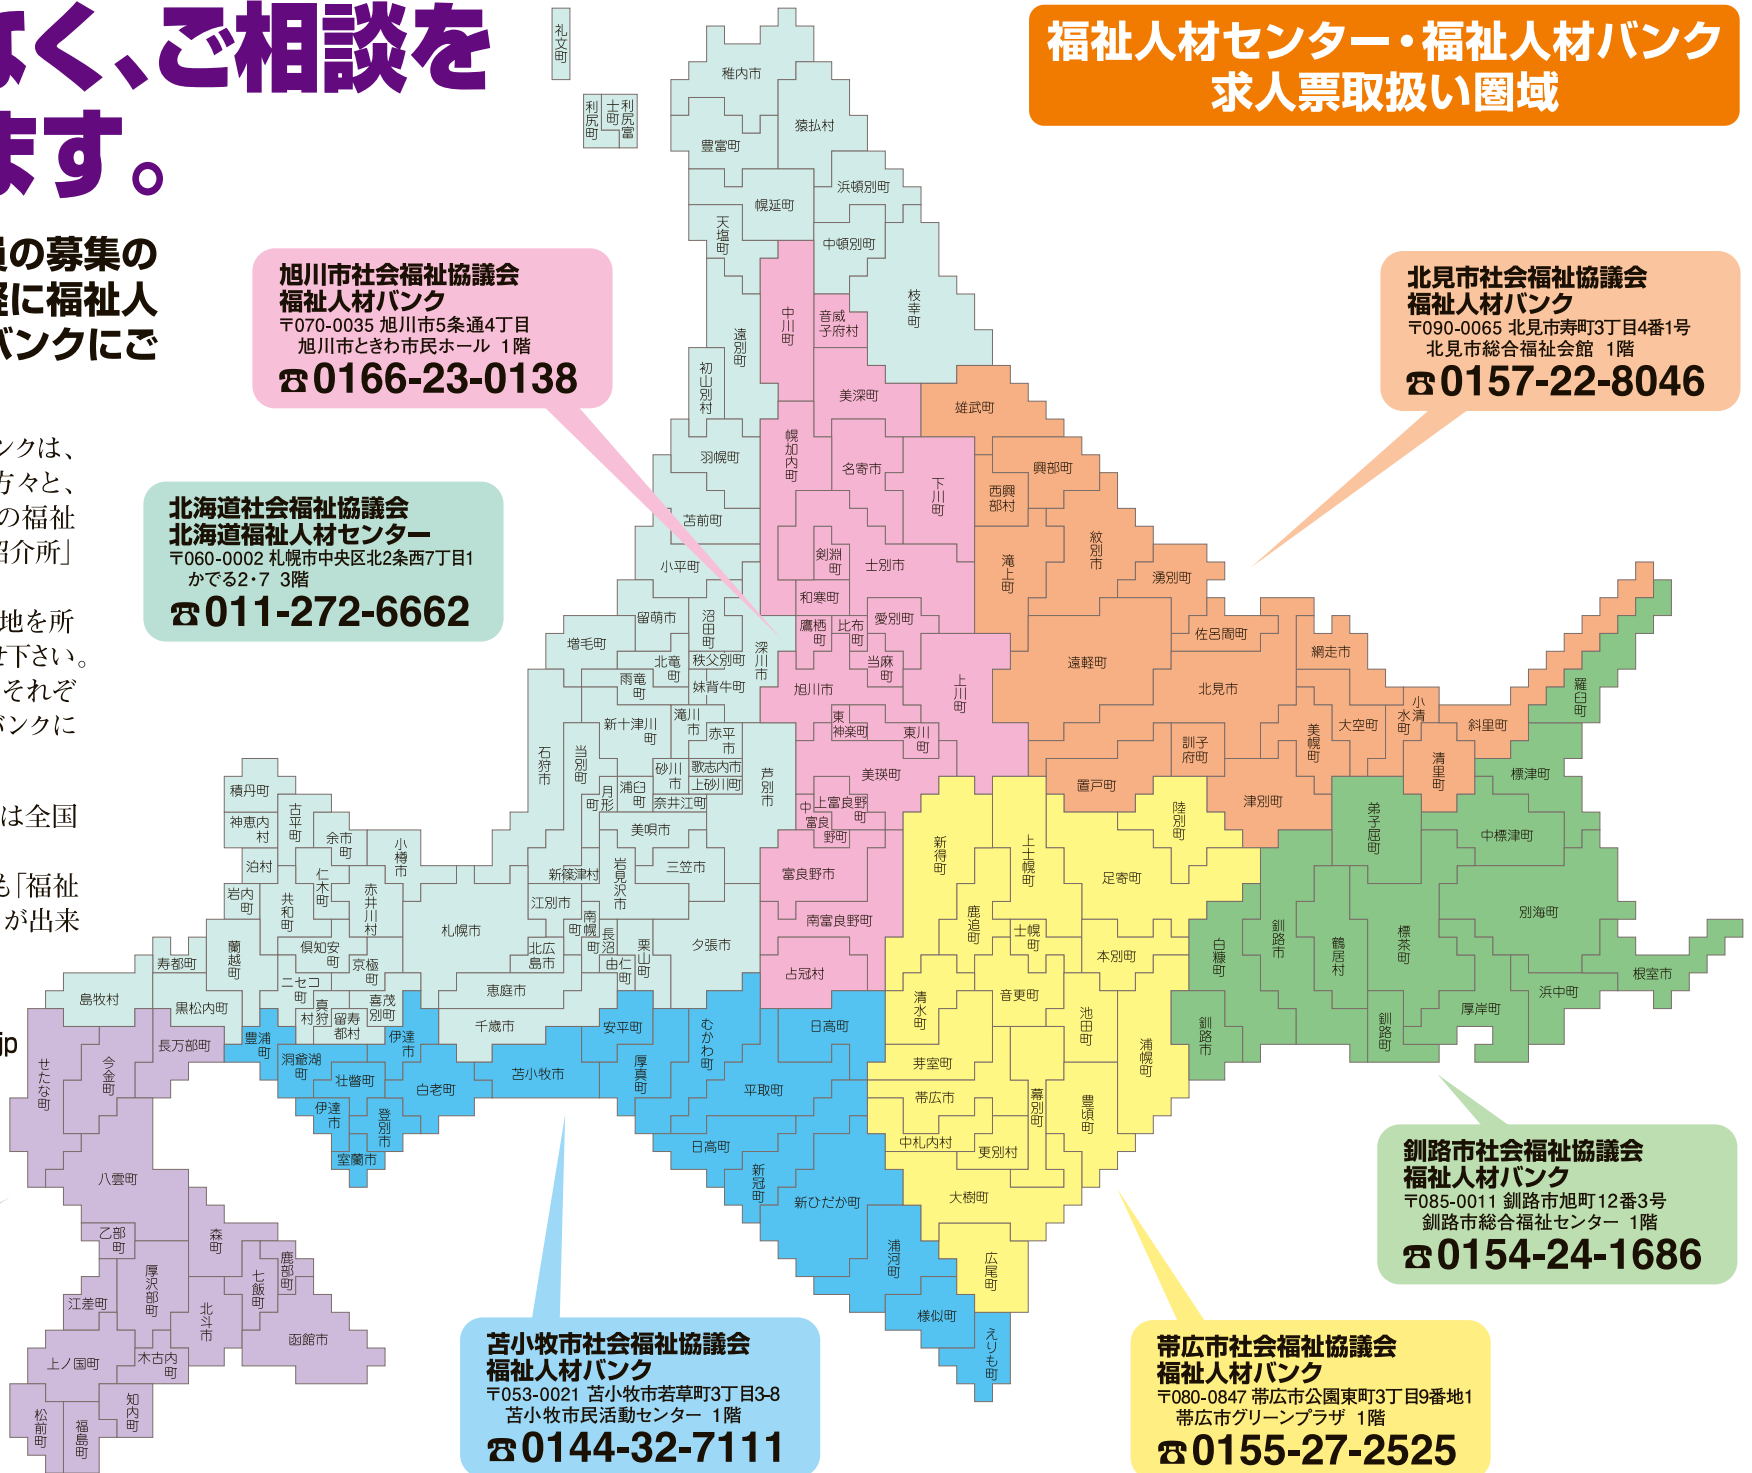 なく、ご相談を
ます。
員の募集の
軽に福祉人
バンクにご
ンクは、
方々と、
の福祉
紹介所」
地を所
せ下さい。
それぞ
バンクに
は全国
も「福祉
が出来
jp
福祉人材センター・福祉人材バンク
求人票取扱い圏域
旭川市社会福祉協議会
福祉人材バンク
〒070-0035 旭川市5条通4丁目
旭川市ときわ市民ホール 1階
☎0166-23-0138
北見市社会福祉協議会
福祉人材バンク
〒090-0065 北見市寿町3丁目4番1号
北見市総合福祉会館 1階
☎0157-22-8046
北海道社会福祉協議会
北海道福祉人材センター
〒060-0002 札幌市中央区北2条西7丁目1
かでる2・7 3階
☎011-272-6662
釧路市社会福祉協議会
福祉人材バンク
〒085-0011 釧路市旭町12番3号
釧路市総合福祉センター 1階
☎0154-24-1686
苫小牧市社会福祉協議会
福祉人材バンク
〒053-0021 苫小牧市若草町3丁目3-8
苫小牧市民活動センター 1階
☎0144-32-7111
帯広市社会福祉協議会
福祉人材バンク
〒080-0847 帯広市公園東町3丁目9番地1
帯広市グリーンプラザ 1階
☎0155-27-2525
礼文町
利尻町
利尻富士町
稚内市
猿払村
豊富町
浜頓別町
幌延町
天塩町
中頓別町
枝幸町
遠別町
初山別村
羽幌町
苫前町
小平町
留萌市
増毛町
沼田町
深川市
北竜町
秩父別町
雨竜町
妹背牛町
新十津川町
滝川市
赤平市
石狩市
当別町
芦別市
砂川市
歌志内市
上砂川町
浦臼町
月形町
奈井江町
美唄市
三笠市
岩見沢市
新篠津村
江別市
南幌町
長沼町
栗山町
夕張市
北広島市
由仁町
札幌市
恵庭市
千歳市
積丹町
古平町
神恵内村
余市町
小樽市
泊村
仁木町
赤井川村
岩内町
共和町
倶知安町
京極町
蘭越町
ニセコ町
真狩村
喜茂別町
留寿都村
寿都町
島牧村
黒松内町
中川町
音威子府村
美深町
幌加内町
名寄市
下川町
剣淵町
士別市
和寒町
鷹栖町
比布町
愛別町
当麻町
上川町
旭川市
東神楽町
東川町
美瑛町
上富良野町
中富良野町
富良野市
南富良野町
占冠村
雄武町
興部町
西興部村
紋別市
滝上町
湧別町
佐呂間町
遠軽町
網走市
北見市
小清水町
大空町
斜里町
美幌町
清里町
訓子府町
置戸町
津別町
羅臼町
標津町
中標津町
弟子屈町
別海町
標茶町
鶴居村
釧路市
白糠町
根室市
浜中町
厚岸町
釧路町
釧路市
陸別町
新得町
上士幌町
足寄町
鹿追町
士幌町
本別町
清水町
音更町
池田町
浦幌町
芽室町
帯広市
幕別町
豊頃町
中札内村
更別村
大樹町
広尾町
日高町
むかわ町
安平町
厚真町
苫小牧市
平取町
日高町
新冠町
新ひだか町
浦河町
様似町
えりも町
豊浦町
洞爺湖町
伊達市
壮瞥町
白老町
伊達市
登別市
室蘭市
長万部町
今金町
せたな町
八雲町
乙部町
森町
厚沢部町
鹿部町
七飯町
江差町
北斗市
函館市
上ノ国町
木古内町
知内町
松前町
福島町